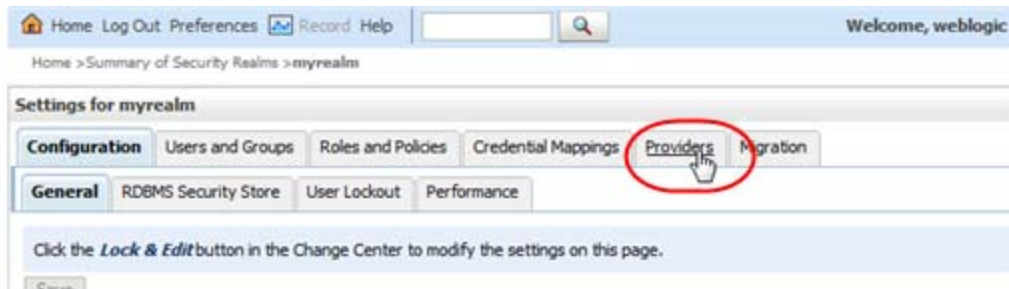 Home Log Out Preferences Record Help Welcome, weblogic
Home >Summary of Security Realms >myrealm
Settings for myrealm
Configuration Users and Groups Roles and Policies Credential Mappings Providers Migration
General RDBMS Security Store User Lockout Performance
Click the Lock & Edit button in the Change Center to modify the settings on this page.
Save